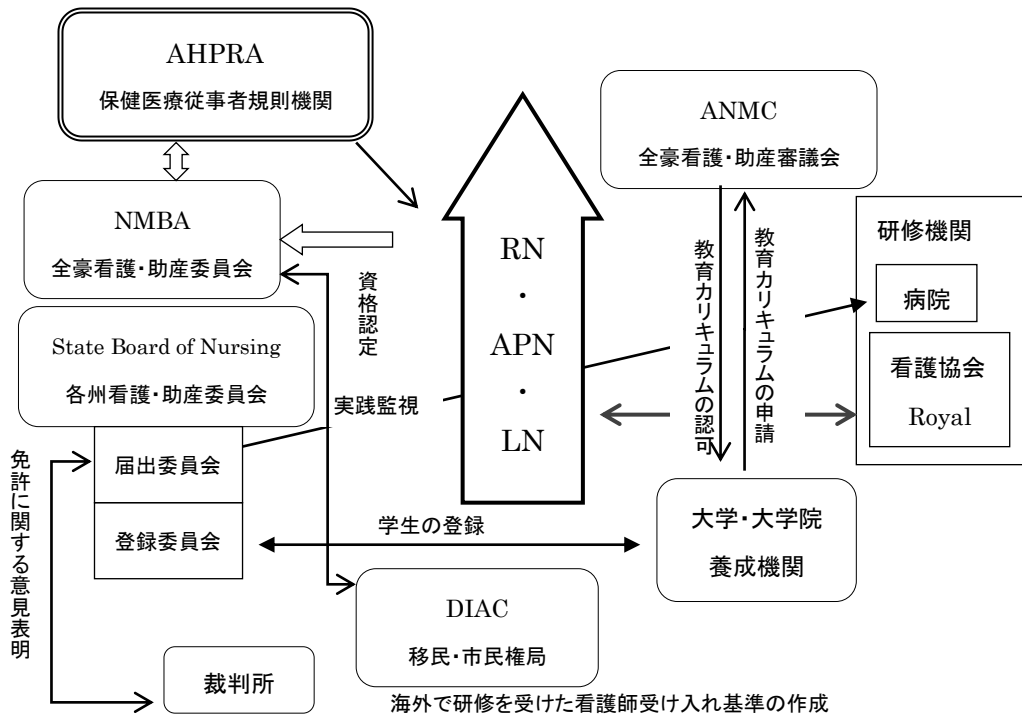 AHPRA
保健医療従事者規則機関
ANMC
全豪看護・助産審議会
NMBA
全豪看護・助産委員会
資格認定
RN
・
APN
・
LN
教育カリキュラムの認可
教育カリキュラムの申請
研修機関
病院
看護協会
Royal
State Board of Nursing
各州看護・助産委員会
実践監視
届出委員会
登録委員会
免許に関する意見表明
学生の登録
大学・大学院
養成機関
DIAC
移民・市民権局
裁判所
海外で研修を受けた看護師受け入れ基準の作成